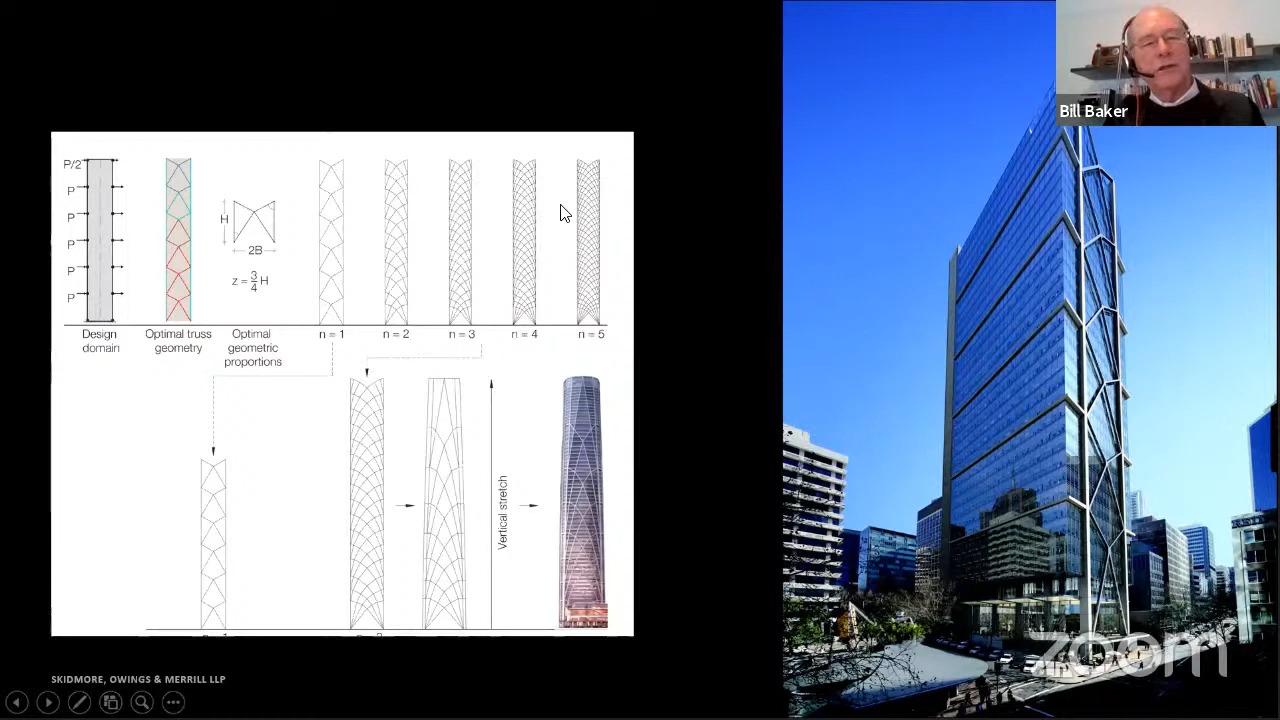 P/2
P
P
P
P
P
H
2B
z = 3/4 H
Design
domain
Optimal truss
geometry
Optimal
geometric
proportions
n = 1
n = 2
n = 3
n = 4
n = 5
Vertical stretch
SKIDMORE, OWINGS & MERRILL LLP
Bill Baker
zoom